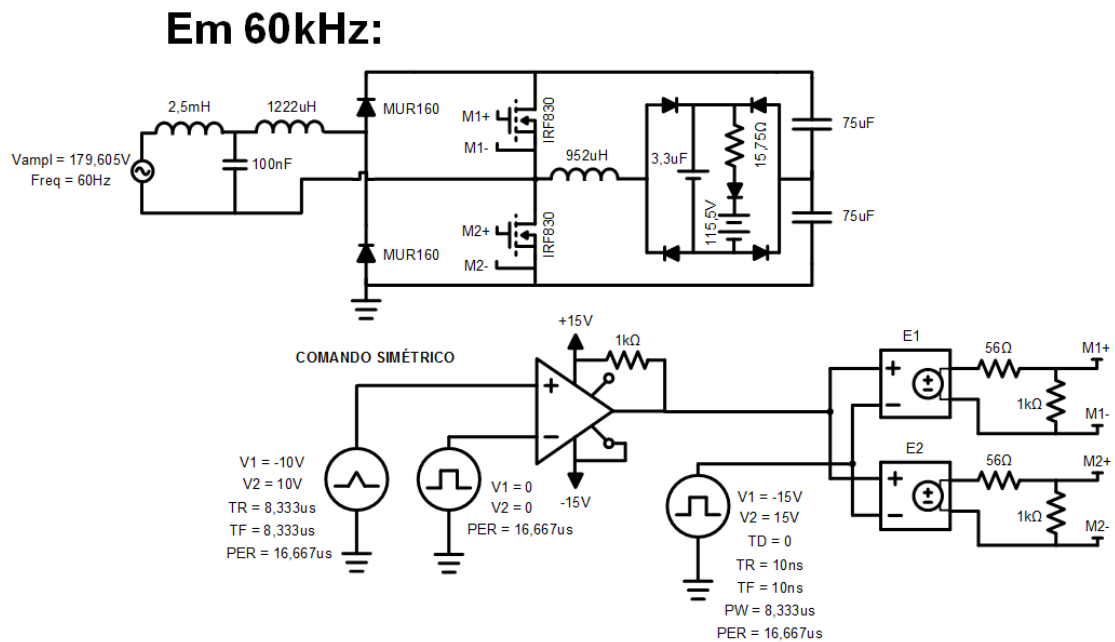 Em 60kHz:
2,5mH
1222uH
MUR160
M1+
M1-
IRF830
75uF
Vampl = 179,605V
Freq = 60Hz
100nF
952uH
3,3uF
15,75Ω
115,5V
M2+
M2-
IRF830
75uF
MUR160
+15V
1kΩ
COMANDO SIMÉTRICO
+
−
-15V
V1 = -10V
V2 = 10V
TR = 8,333us
TF = 8,333us
PER = 16,667us
V1 = 0
V2 = 0
PER = 16,667us
V1 = -15V
V2 = 15V
TD = 0
TR = 10ns
TF = 10ns
PW = 8,333us
PER = 16,667us
E1
+
−
56Ω
M1+
1kΩ
M1-
E2
+
−
56Ω
M2+
1kΩ
M2-